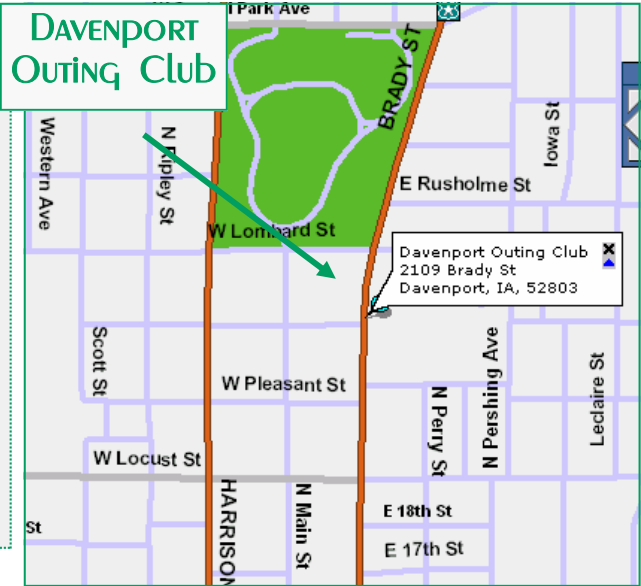 i Park Ave
DAVENPORT
OUTING CLUB
BRADY ST
Western Ave
N Ripley St
Iowa St
E Rusholme St
W Lombard St
Davenport Outing Club
2109 Brady St
Davenport, IA, 52803
Scott St
W Pleasant St
N Perry St
N Pershing Ave
Leclaire St
W Locust St
HARRISON
N Main St
E 18th St
E 17th St
St